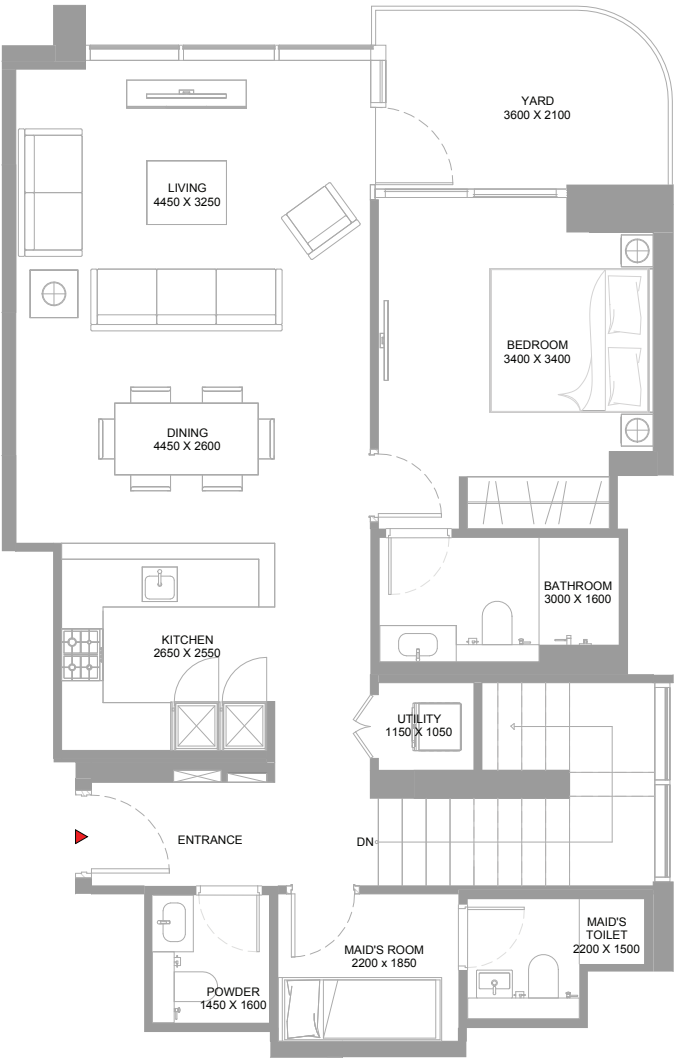 YARD
3600 X 2100
LIVING
4450 X 3250
BEDROOM
3400 X 3400
DINING
4450 X 2600
BATHROOM
3000 X 1600
KITCHEN
2650 X 2550
UTILITY
1150 X 1050
ENTRANCE
DN
MAID'S
TOILET
2200 X 1500
MAID'S ROOM
2200 x 1850
POWDER
1450 X 1600